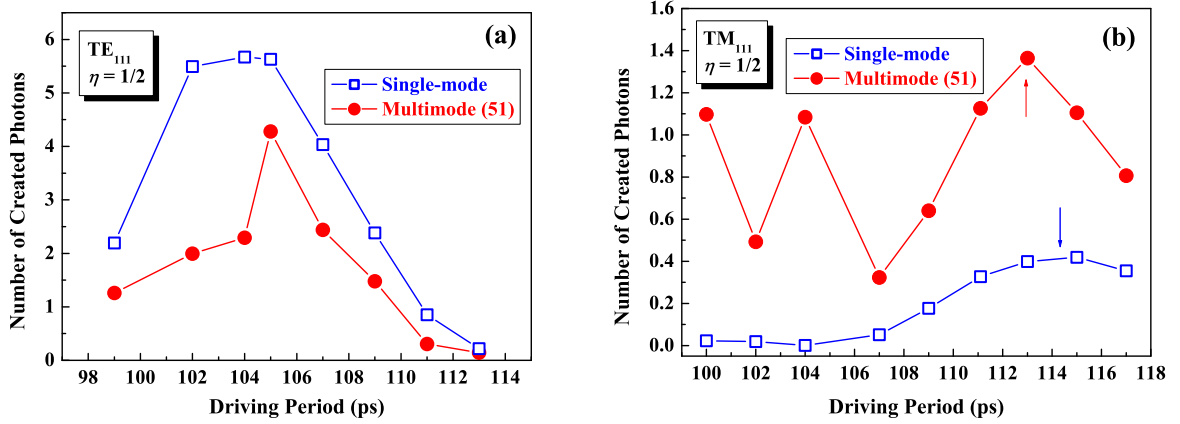 (a)
TE₁₁₁
η = 1/2
Single-mode
Multimode (51)
Number of Created Photons
6
5
4
3
2
1
0
98 100 102 104 106 108 110 112 114
Driving Period (ps)
(b)
TM₁₁₁
η = 1/2
Single-mode
Multimode (51)
Number of Created Photons
1.6
1.4
1.2
1.0
0.8
0.6
0.4
0.2
0.0
100 102 104 106 108 110 112 114 116 118
Driving Period (ps)